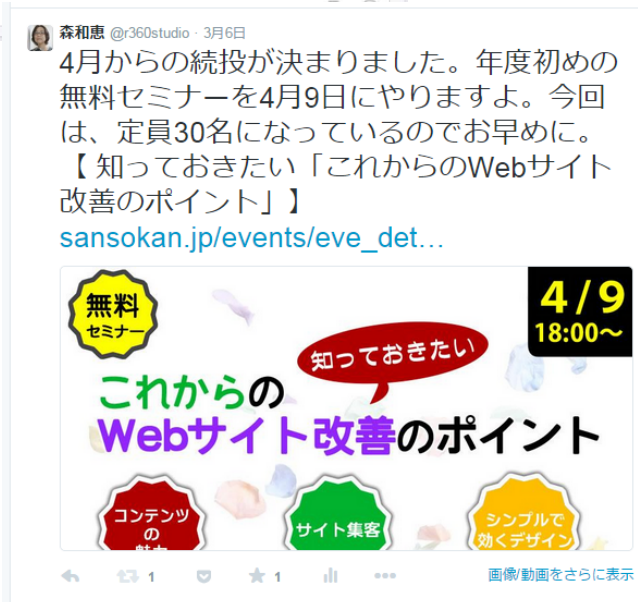 森和恵 @r360studio · 3月6日
4月からの続投が決まりました。年度初めの
無料セミナーを4月9日にやりますよ。今回
は、定員30名になっているのでお早めに。
【 知っておきたい「これからのWebサイト
改善のポイント」】
sansokan.jp/events/eve_det…
無料
セミナー
4/9
18:00～
知っておきたい
これからの
Webサイト改善のポイント
コンテンツ
の
魅力
サイト集客
シンプルで
効くデザイン
1
1
画像/動画をさらに表示